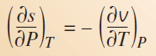 (∂s/∂P)_T = − (∂v/∂T)_P